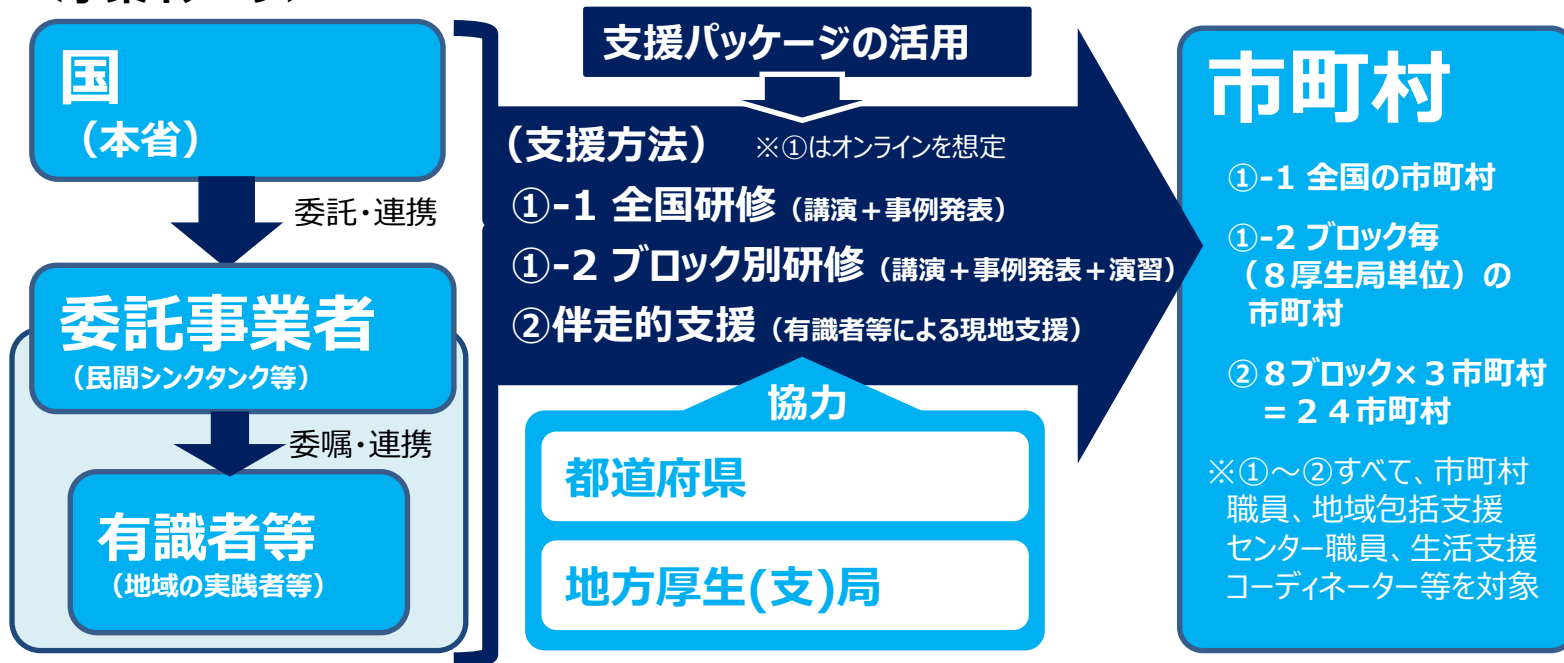 国
（本省）
委託・連携
委託事業者
（民間シンクタンク等）
委嘱・連携
有識者等
（地域の実践者等）
支援パッケージの活用
（支援方法） ※①はオンラインを想定
①-1 全国研修（講演＋事例発表）
①-2 ブロック別研修（講演＋事例発表＋演習）
②伴走的支援（有識者等による現地支援）
協力
都道府県
地方厚生(支)局
市町村
①-1 全国の市町村
①-2 ブロック毎
（８厚生局単位）の
市町村
②８ブロック×３市町村
＝２４市町村
※①～②すべて、市町村
職員、地域包括支援
センター職員、生活支援
コーディネーター等を対象